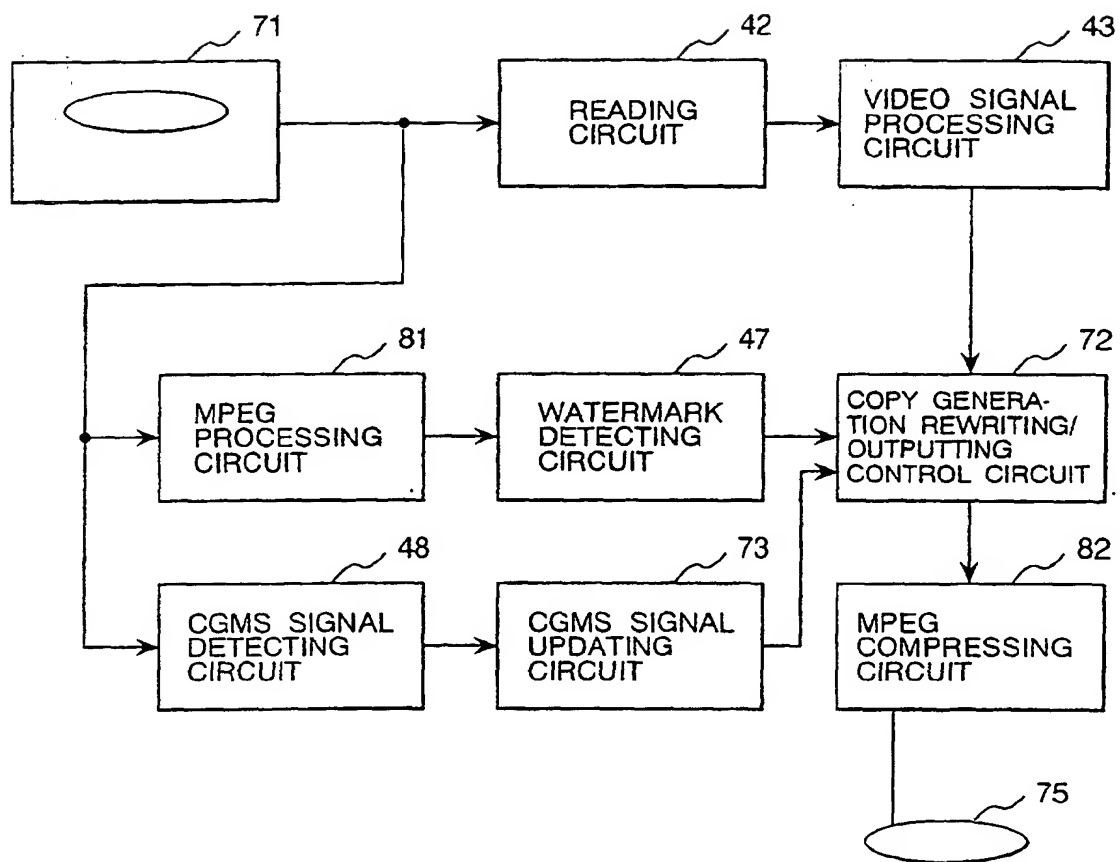 71
42
43
READING
CIRCUIT
VIDEO SIGNAL
PROCESSING
CIRCUIT
81
47
72
MPEG
PROCESSING
CIRCUIT
WATERMARK
DETECTING
CIRCUIT
COPY GENERA-
TION REWRITING/
OUTPUTTING
CONTROL CIRCUIT
48
73
82
CGMS SIGNAL
DETECTING
CIRCUIT
CGMS SIGNAL
UPDATING
CIRCUIT
MPEG
COMPRESSING
CIRCUIT
75